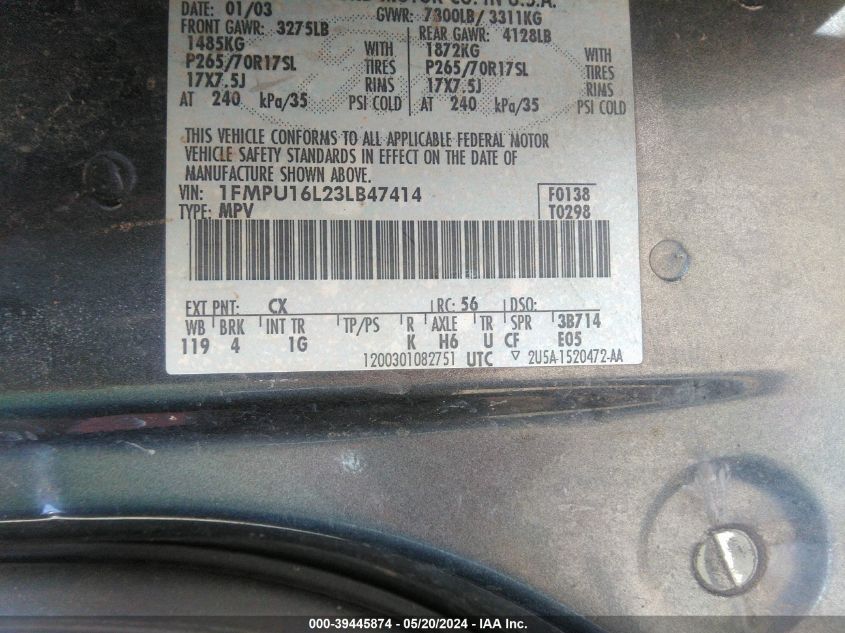 DATE: 01/03 GVWR: 7300LB/ 3311KG
FRONT GAWR: 3275LB REAR GAWR: 4128LB
1485KG WITH 1872KG WITH
P265/70R17SL TIRES P265/70R17SL TIRES
17X7.5J RIMS 17X7.5J RIMS
AT 240 kPa/35 PSI COLD AT 240 kPa/35 PSI COLD
THIS VEHICLE CONFORMS TO ALL APPLICABLE FEDERAL MOTOR
VEHICLE SAFETY STANDARDS IN EFFECT ON THE DATE OF
MANUFACTURE SHOWN ABOVE.
VIN: 1FMPU16L23LB47414 F0138
TYPE: MPV T0298
EXT PNT: CX RC: 56 DSO:
WB BRK INT TR TP/PS R AXLE TR SPR 3B714
119 4 1G K H6 U CF E05
1200301082751 UTC ▽ 2U5A-1520472-AA
000-39445874 / 05/20/2024 - IAA Inc.